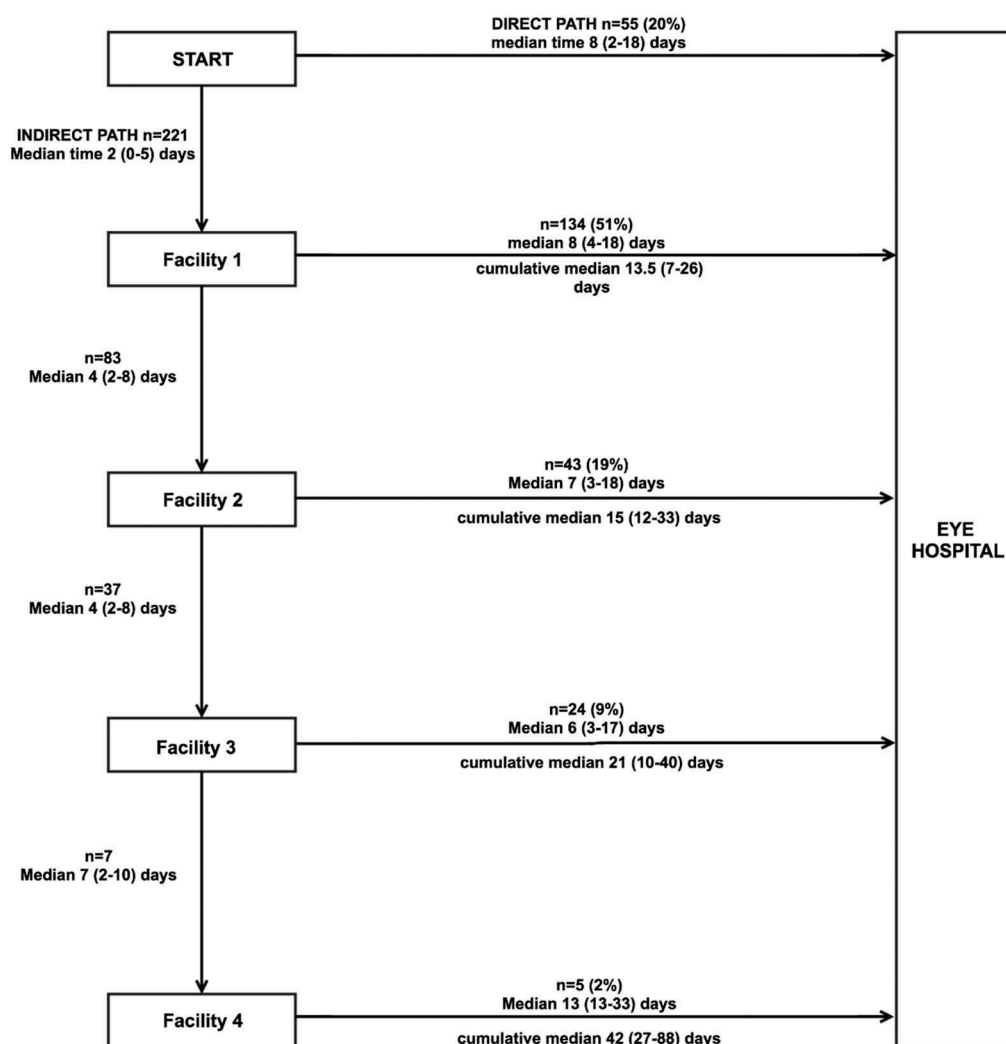 DIRECT PATH n=55 (20%)
median time 8 (2-18) days
START
INDIRECT PATH n=221
Median time 2 (0-5) days
n=134 (51%)
median 8 (4-18) days
Facility 1
cumulative median 13.5 (7-26)
days
n=83
Median 4 (2-8) days
n=43 (19%)
Median 7 (3-18) days
Facility 2
cumulative median 15 (12-33) days
EYE
HOSPITAL
n=37
Median 4 (2-8) days
n=24 (9%)
Median 6 (3-17) days
Facility 3
cumulative median 21 (10-40) days
n=7
Median 7 (2-10) days
n=5 (2%)
Median 13 (13-33) days
Facility 4
cumulative median 42 (27-88) days